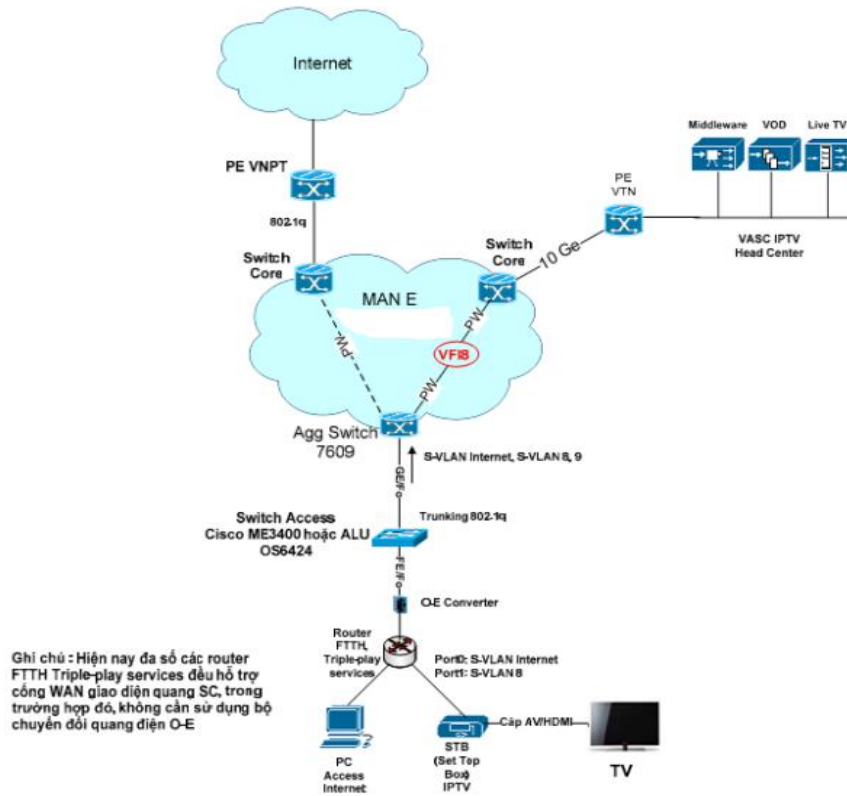 Internet
Middleware
VOD
Live TV
PE VNPT
PE
VTN
802.1q
VASC IPTV
Head Center
Switch
Core
Switch
Core
10 Ge
MAN E
PW
PW
VFI8
PW
Agg Switch
7609
S-VLAN Internet, S-VLAN 8, 9
GE/Fo
Switch Access
Cisco ME3400 hoặc ALU
OS6424
Trunking 802.1q
FE/Fo
O-E Converter
Router
FTTH,
Triple-play
services
Port0: S-VLAN Internet
Port1: S-VLAN 8
Ghi chú : Hiện nay đa số các router
FTTH Triple-play services đều hỗ trợ
cổng WAN giao diện quang SC, trong
trường hợp đó, không cần sử dụng bộ
chuyển đổi quang điện O-E
Cáp AV/HDMI
PC
Access
Internet
STB
(Set Top
Box)
IPTV
TV